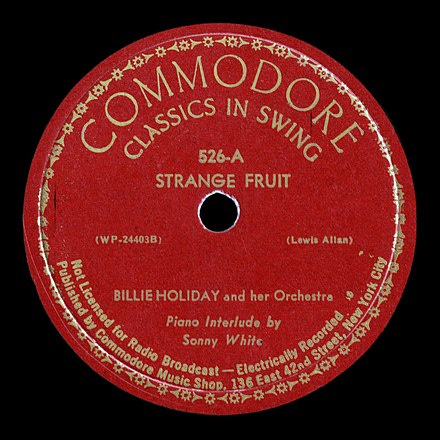 COMMODORE
CLASSICS IN SWING
526-A
STRANGE FRUIT
(WP-24403B)
(Lewis Allan)
BILLIE HOLIDAY and her Orchestra
Piano Interlude by
Sonny White
Not Licensed for Radio Broadcast — Electrically Recorded
Published by Commodore Music Shop, 136 East 42nd Street, New York City